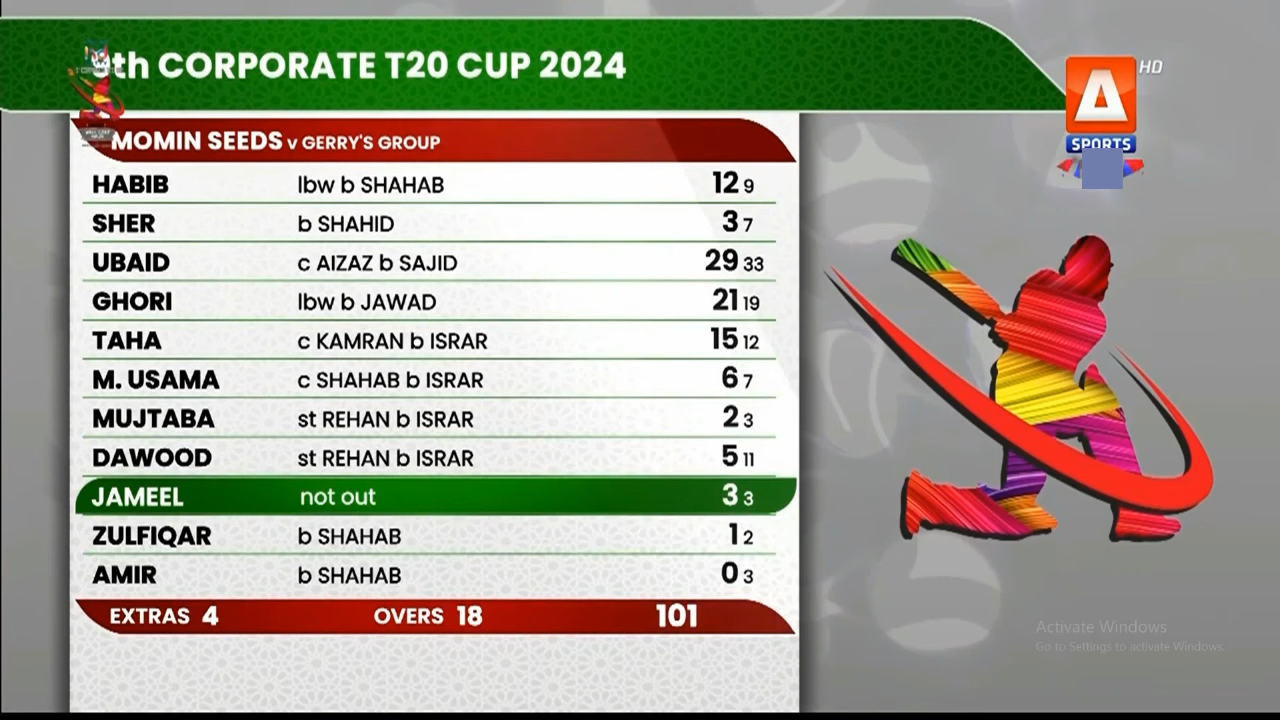 th CORPORATE T20 CUP 2024
HD
A
SPORTS
MOMIN SEEDS v GERRY'S GROUP
HABIB lbw b SHAHAB 12 9
SHER b SHAHID 3 7
UBAID c AIZAZ b SAJID 29 33
GHORI lbw b JAWAD 21 19
TAHA c KAMRAN b ISRAR 15 12
M. USAMA c SHAHAB b ISRAR 6 7
MUJTABA st REHAN b ISRAR 2 3
DAWOOD st REHAN b ISRAR 5 11
JAMEEL not out 3 3
ZULFIQAR b SHAHAB 1 2
AMIR b SHAHAB 0 3
EXTRAS 4 OVERS 18 101
Activate Windows
Go to Settings to activate Windows.